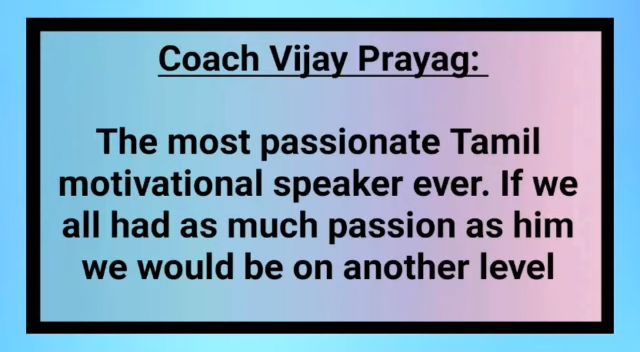 Coach Vijay Prayag:
The most passionate Tamil
motivational speaker ever. If we
all had as much passion as him
we would be on another level